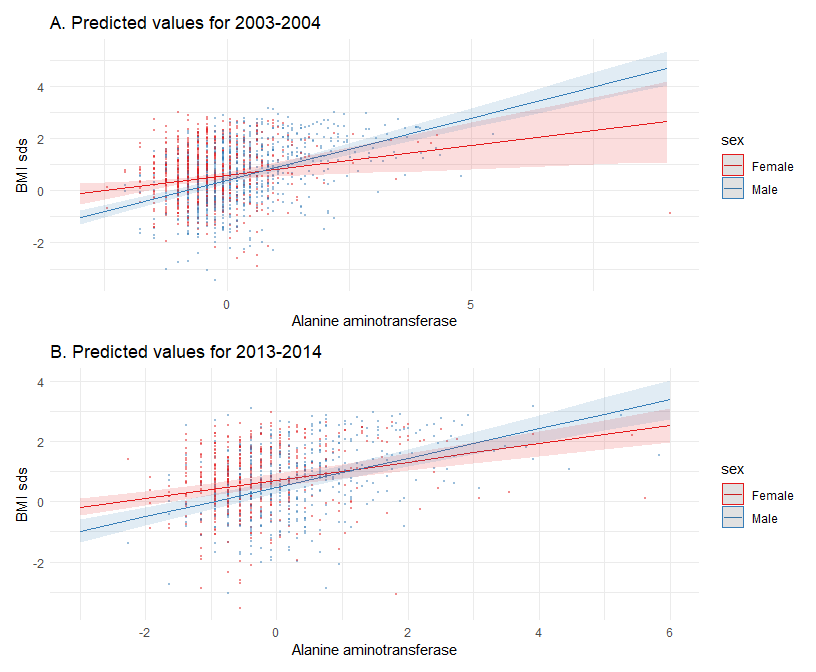 A. Predicted values for 2003-2004
4
2
0
-2
BMI sds
0
5
Alanine aminotransferase
sex
Female
Male
B. Predicted values for 2013-2014
4
2
0
-2
BMI sds
-2
0
2
4
6
Alanine aminotransferase
sex
Female
Male